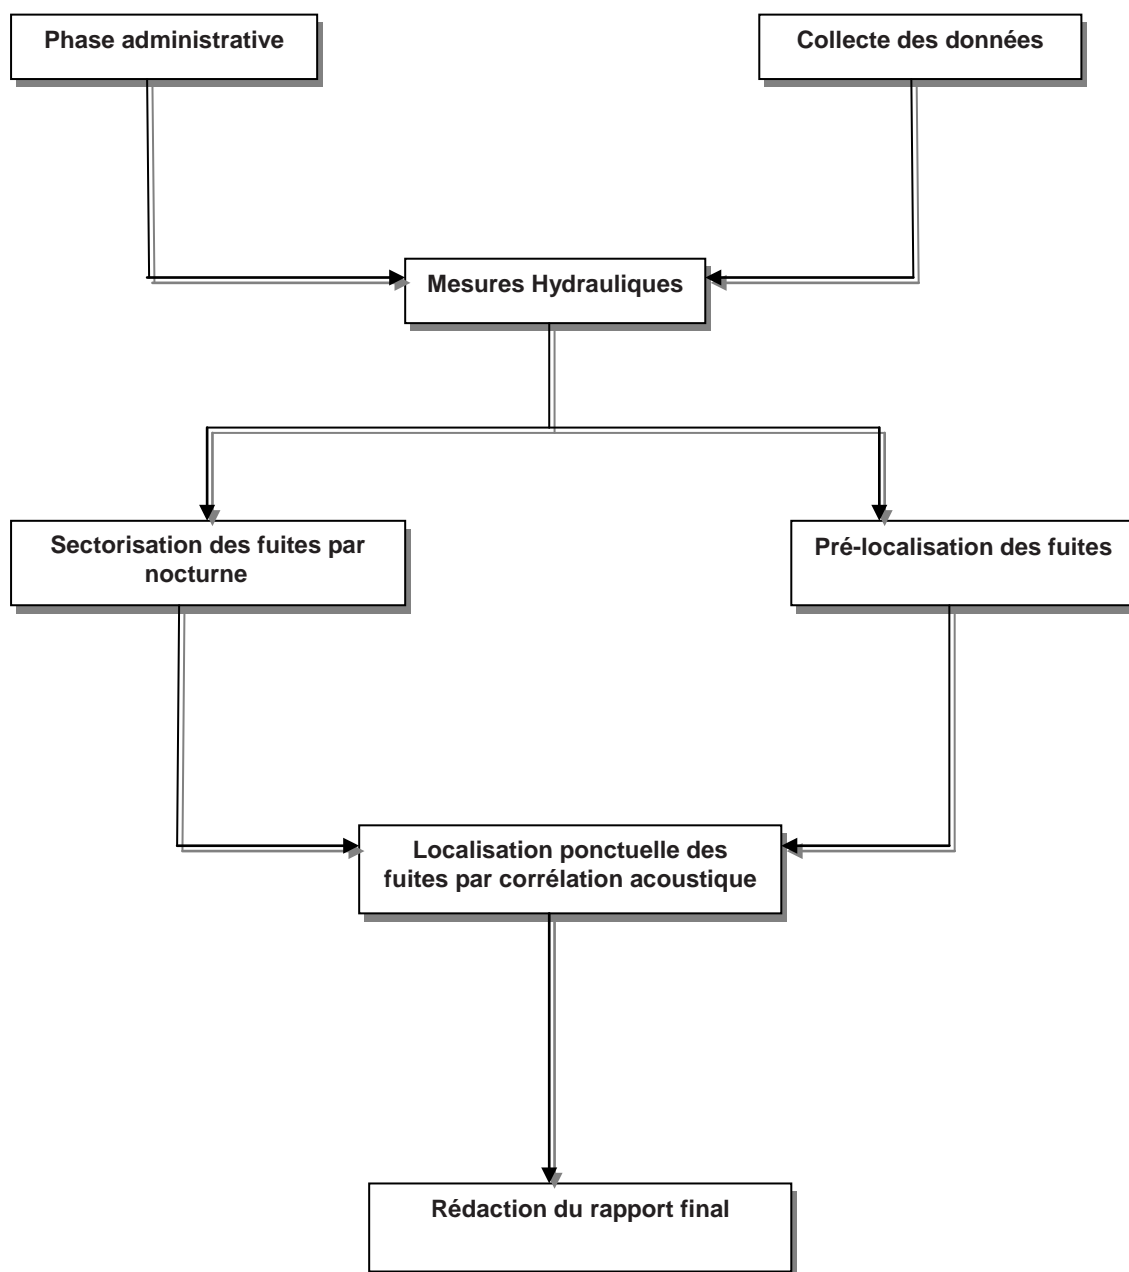 Phase administrative
Collecte des données
Mesures Hydrauliques
Sectorisation des fuites par
nocturne
Pré-localisation des fuites
Localisation ponctuelle des
fuites par corrélation acoustique
Rédaction du rapport final